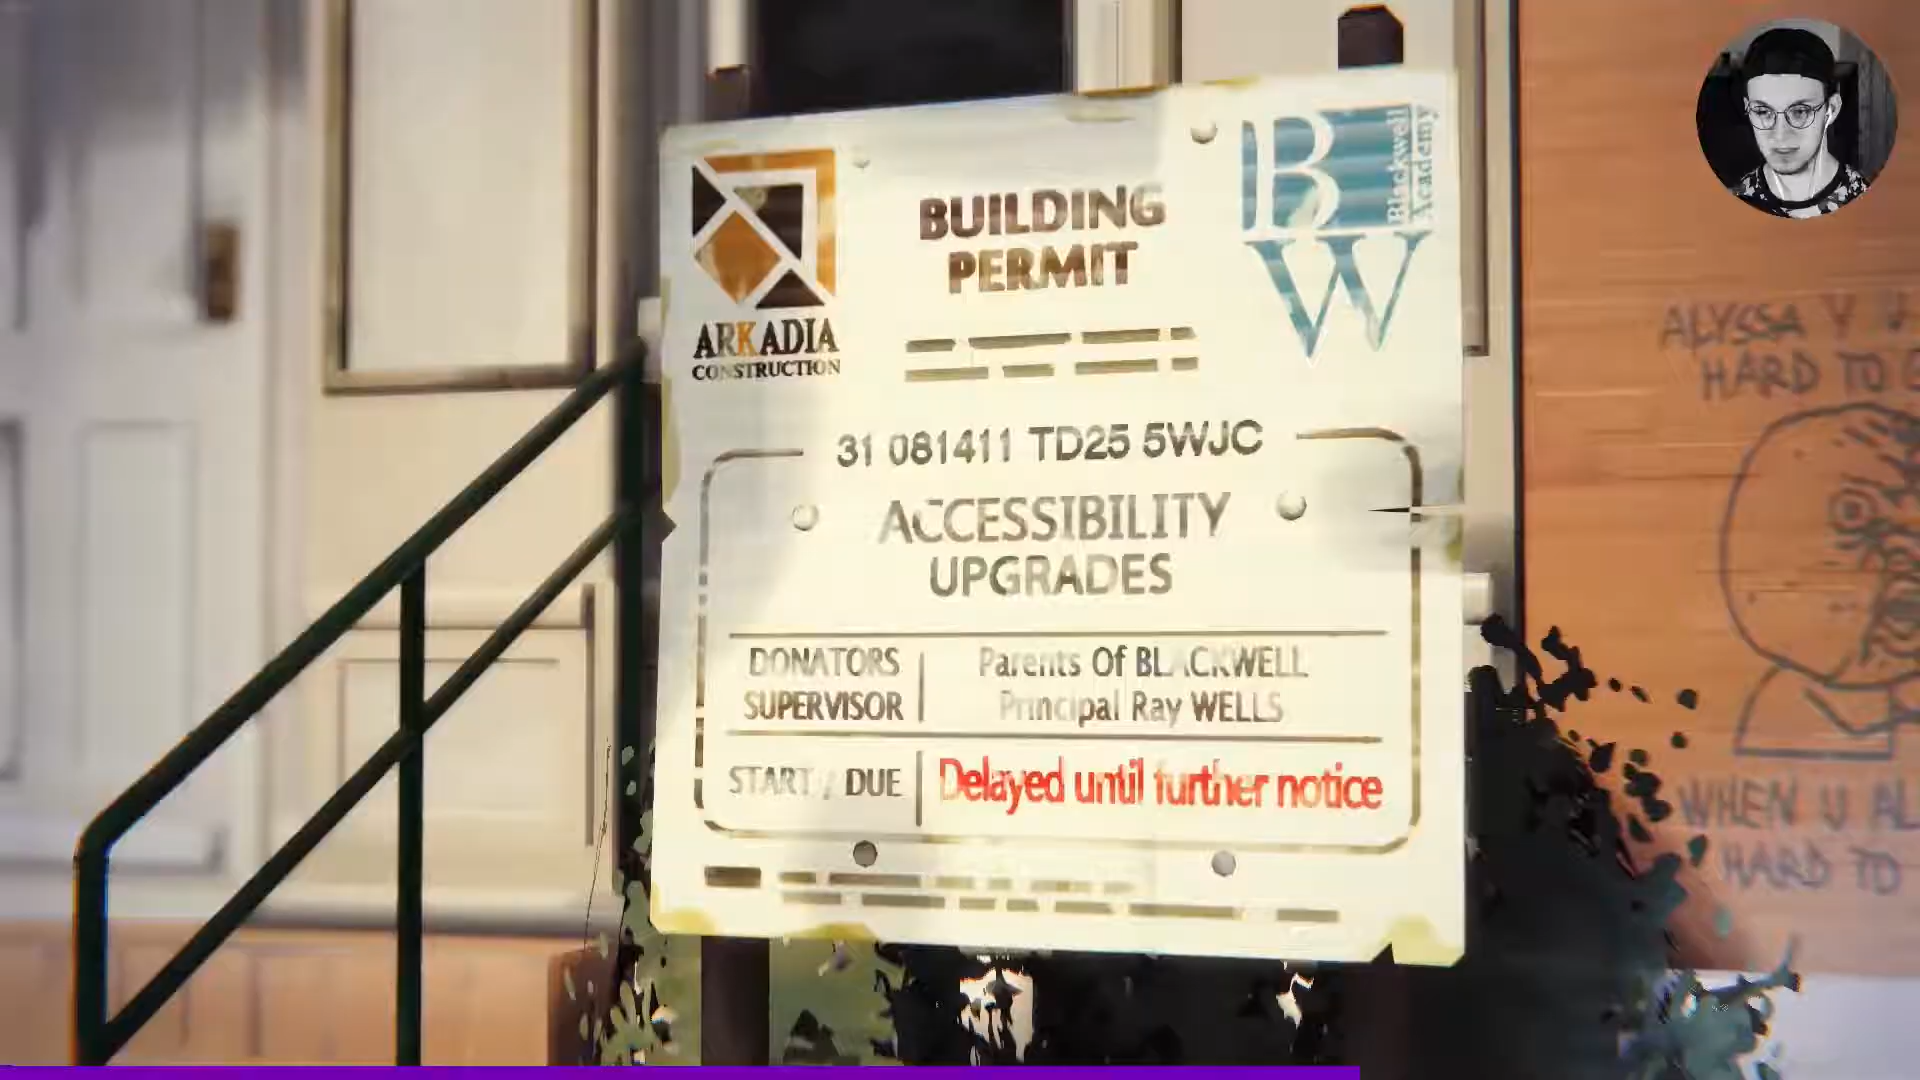 BUILDING
PERMIT
ARKADIA
CONSTRUCTION
BW
Blackwell
Academy
31 081411 TD25 5WJC
ACCESSIBILITY
UPGRADES
DONATORS Parents Of BLACKWELL
SUPERVISOR Principal Ray WELLS
START / DUE Delayed until further notice
ALYSSA
HARD TO
WHEN U
HARD TO